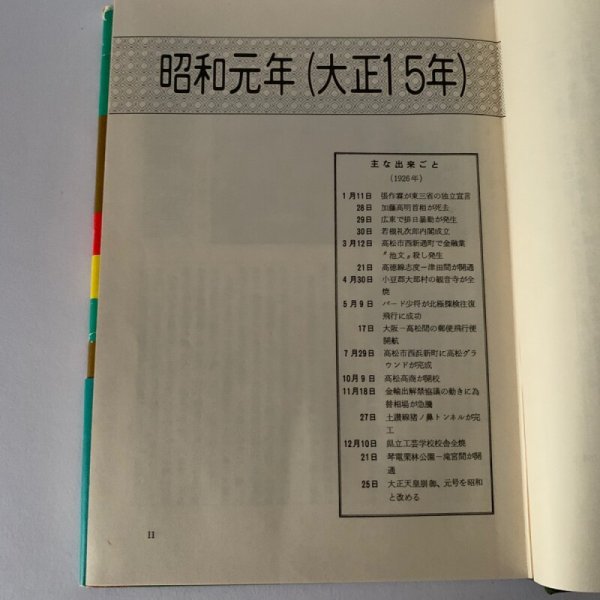 昭和元年(大正15年)
主な出来ごと
(1926年)
1月11日 張作霖が東三省の独立宣言
28日 加藤高明首相が死去
29日 広東で排日暴動が発生
30日 若槻礼次郎内閣成立
3月12日 高松市西新通町で金融業
〝池文〟殺し発生
21日 高徳線志度ー津田間が開通
4月30日 小豆郡大部村の観音寺が全
焼
5月9日 バード少将が北極探検往復
飛行に成功
17日 大阪ー高松間の郵便飛行便
開航
7月29日 高松市西浜新町に高松グラ
ウンドが完成
10月9日 高松高商が開校
11月18日 金輸出解禁協議の動きに為
替相場が急騰
27日 土讃線猪ノ鼻トンネルが完
工
12月10日 県立工芸学校校舎全焼
21日 琴電栗林公園ー滝宮間が開
通
25日 大正天皇崩御、元号を昭和
と改める
11